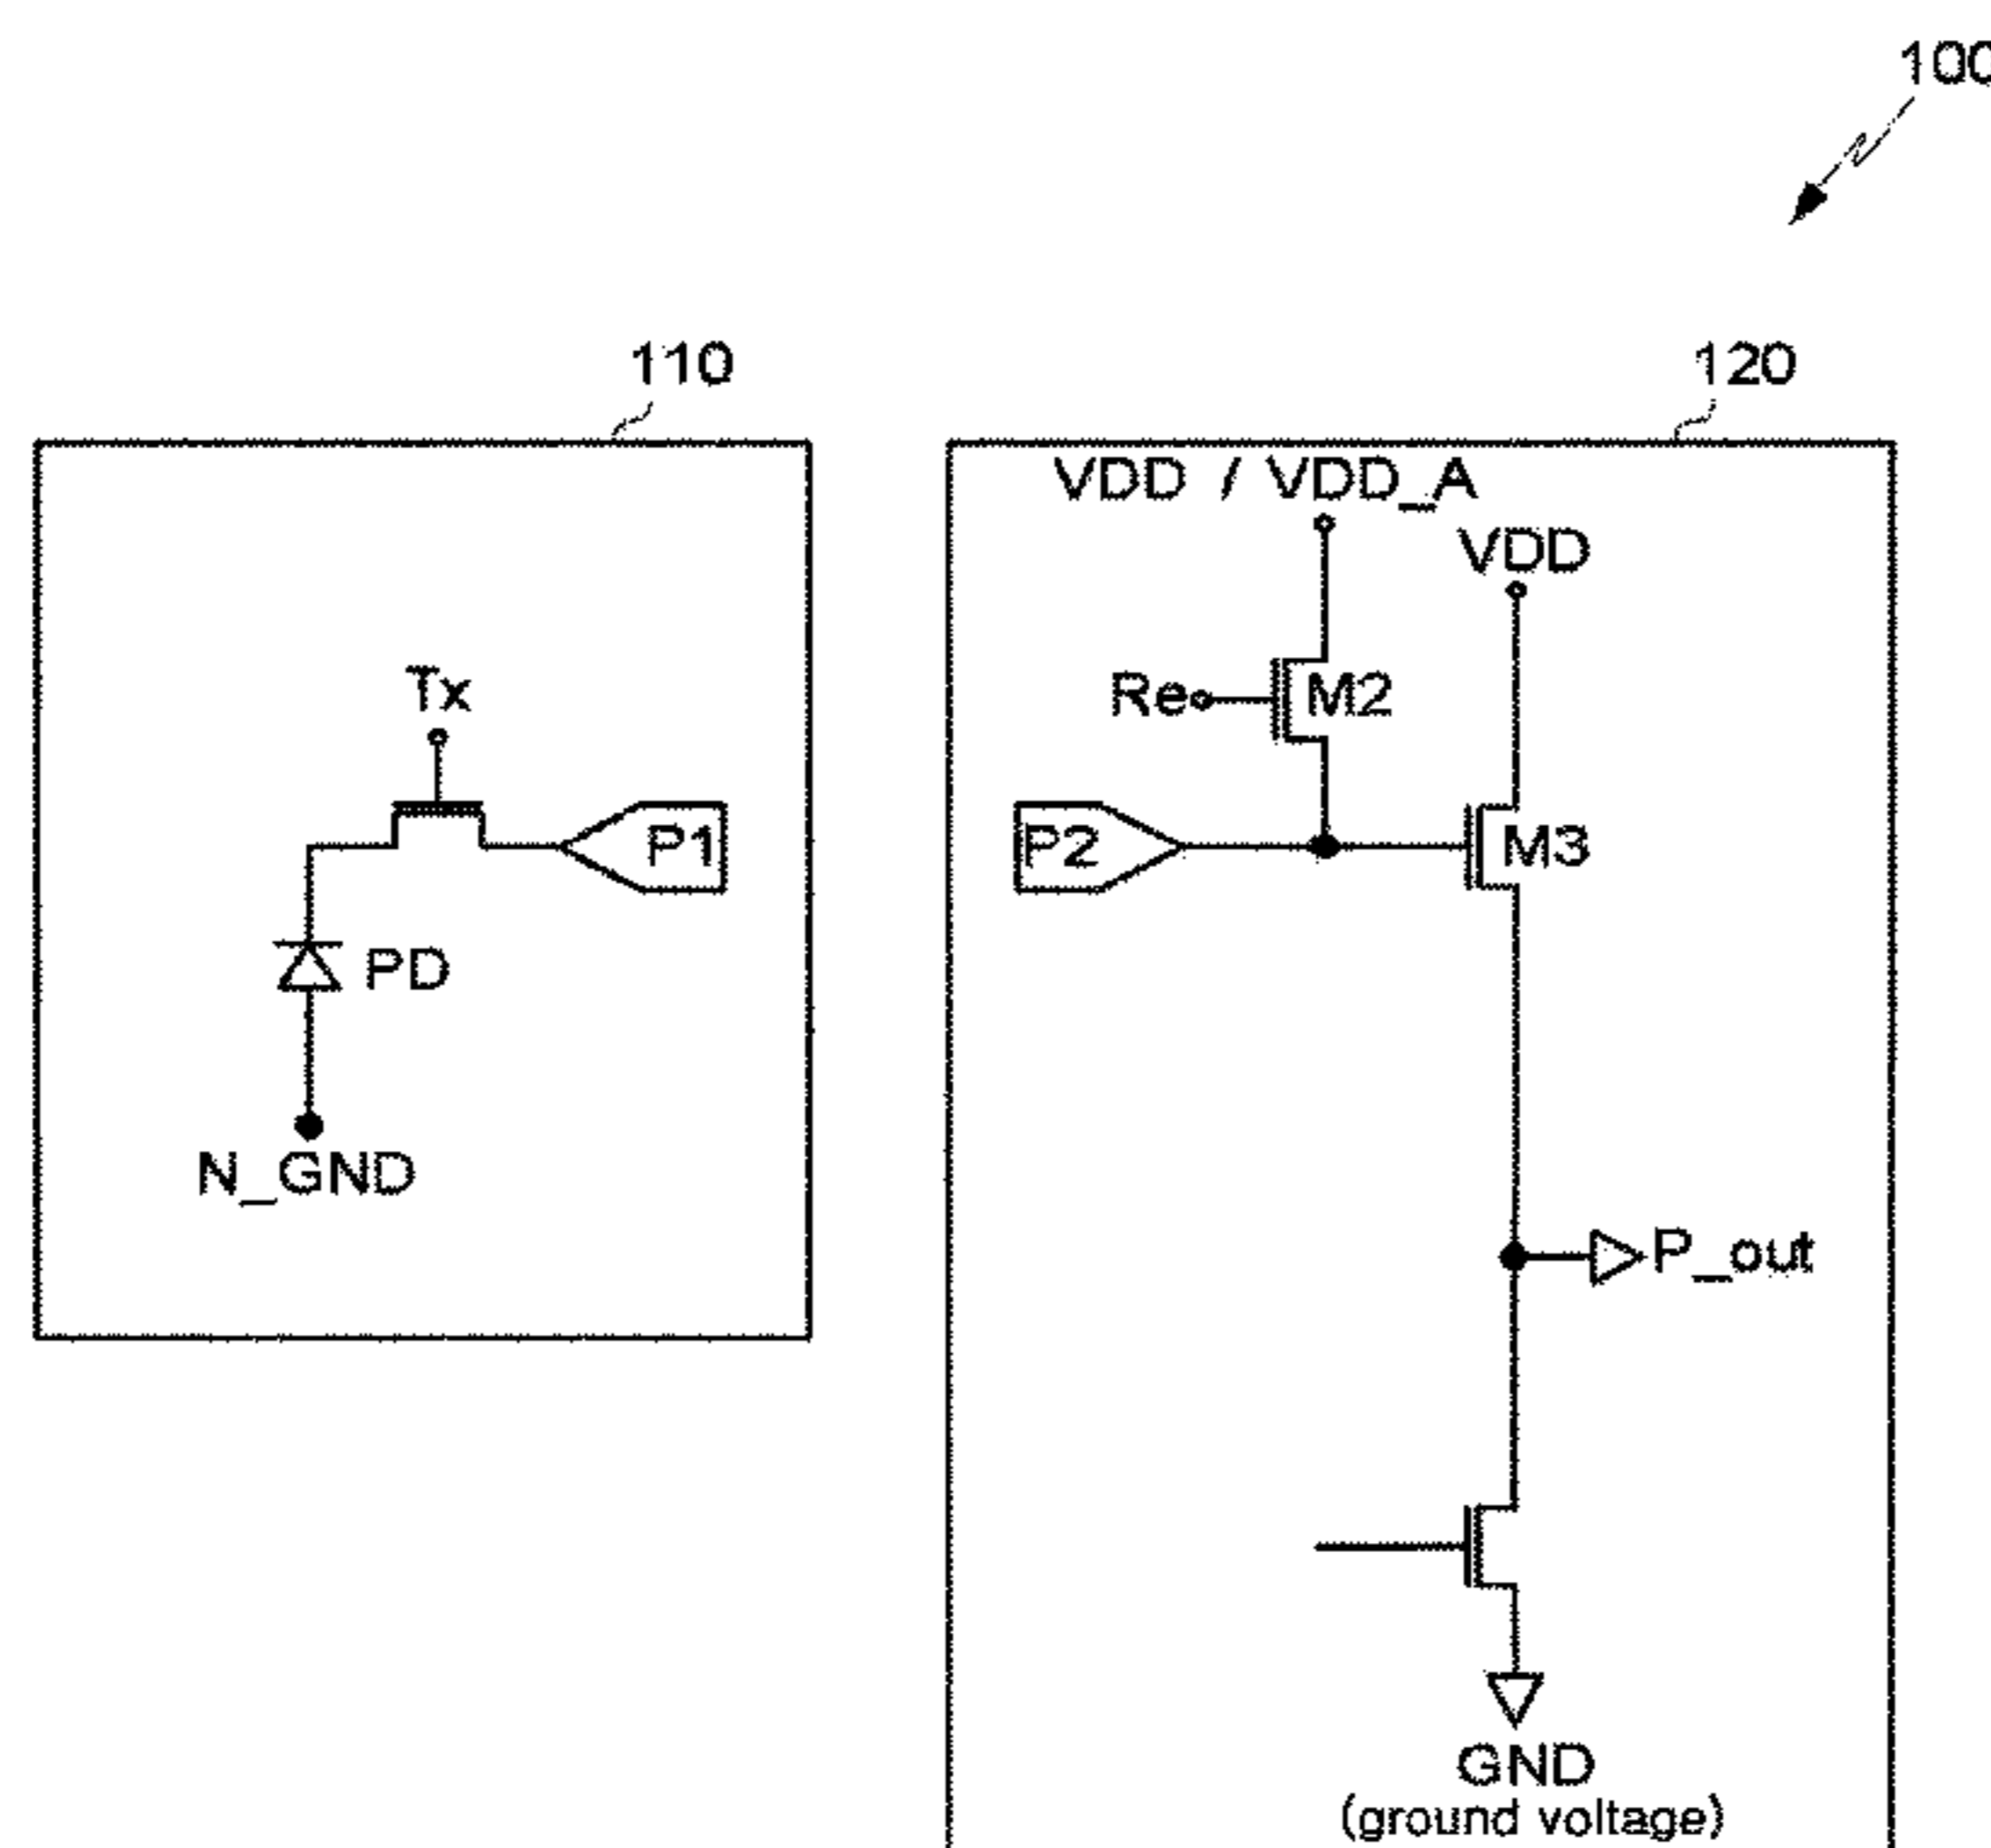 100
110
120
VDD / VDD_A
VDD
Tx
Re
M2
P1
P2
M3
PD
N_GND
P_out
GND
(ground voltage)